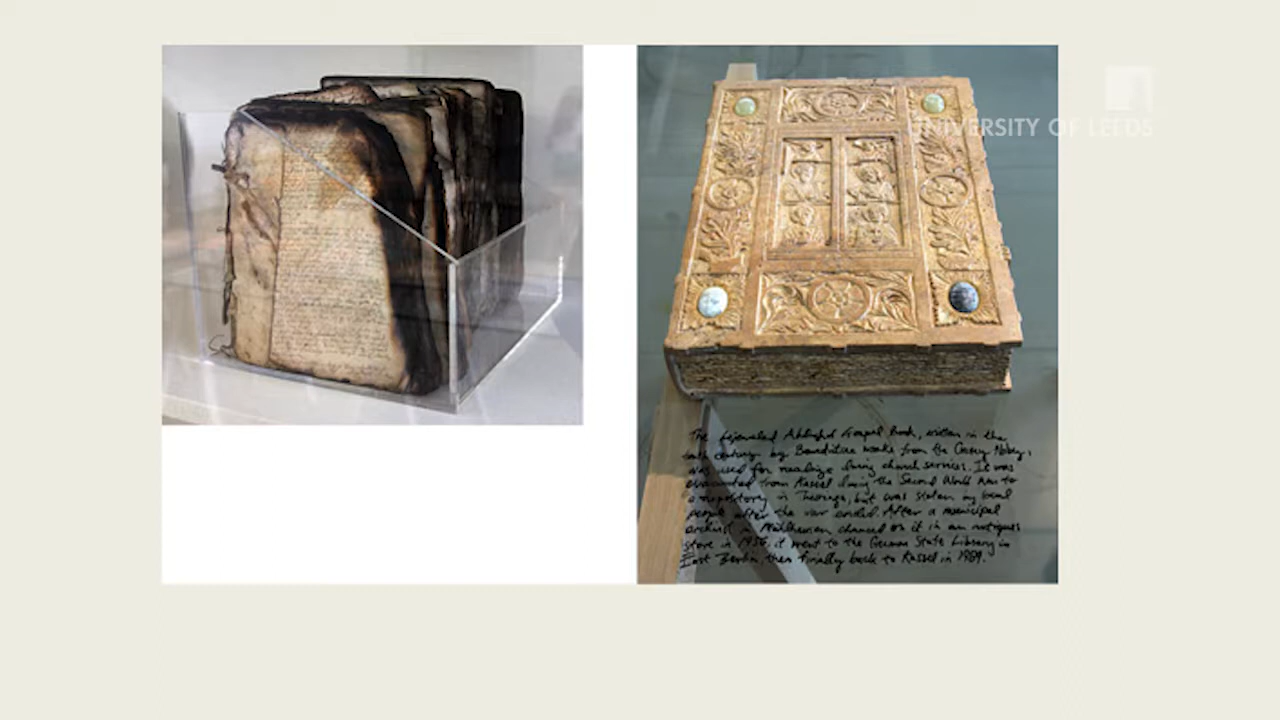 UNIVERSITY OF LEEDS
The bejeweled Abdinghof Gospel Book, written in the
tenth century by Benedictine monks from the Corvey Abbey,
was used for readings during church services. It was
evacuated from Kassel during the Second World War to
a repository in Thuringia, but was stolen by local
people after the war ended. After a municipal
archivist in Mühlhausen chanced on it in an antiques
store in 1956, it went to the German State Library in
East Berlin, then finally back to Kassel in 1989.